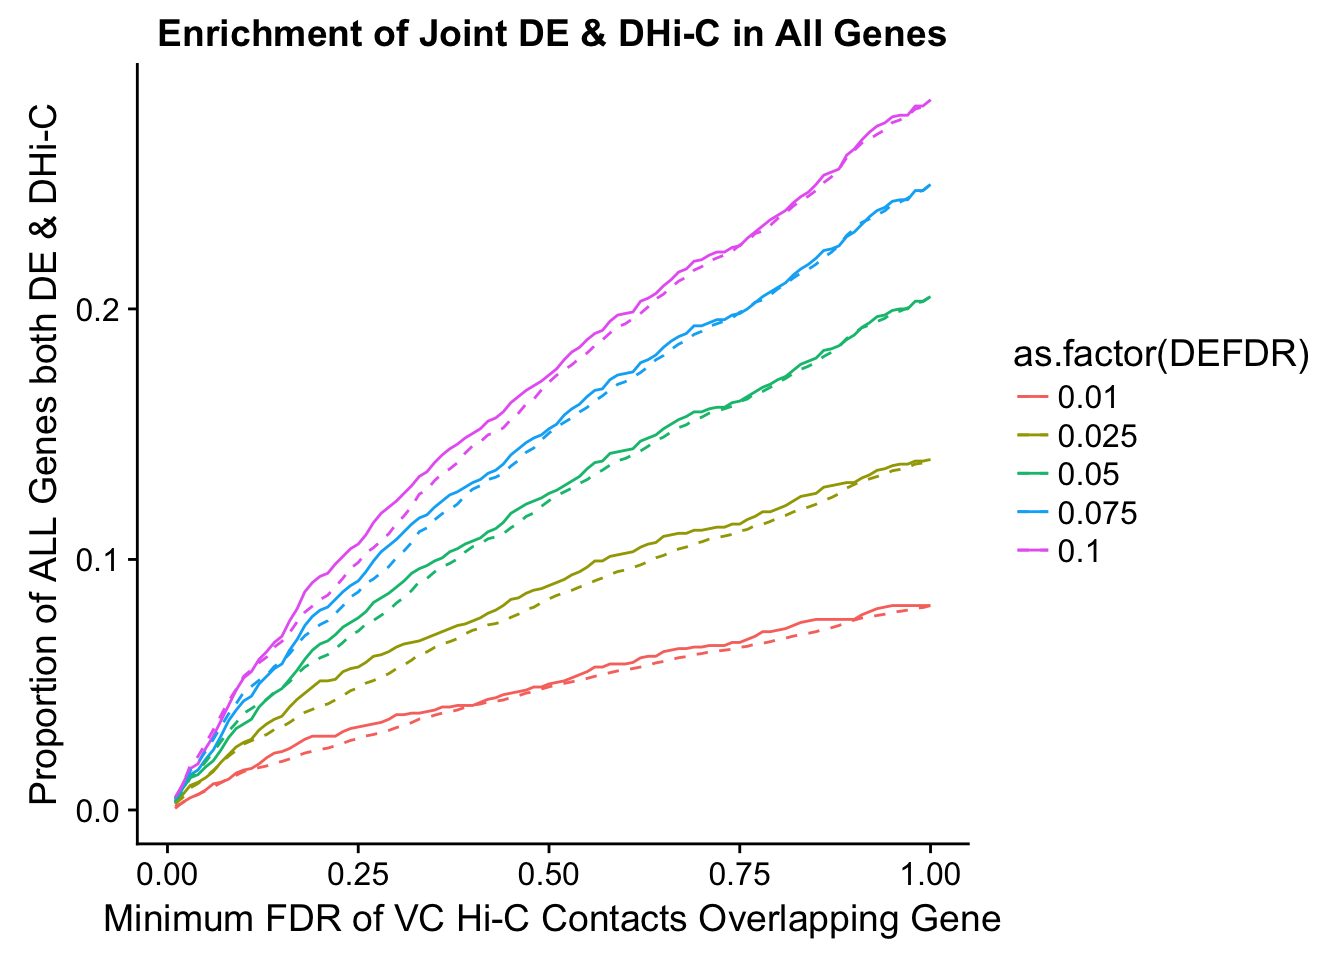 Enrichment of Joint DE & DHi-C in All Genes
Proportion of ALL Genes both DE & DHi-C
0.2
0.1
0.0
0.00 0.25 0.50 0.75 1.00
Minimum FDR of VC Hi-C Contacts Overlapping Gene
as.factor(DEFDR)
0.01
0.025
0.05
0.075
0.1